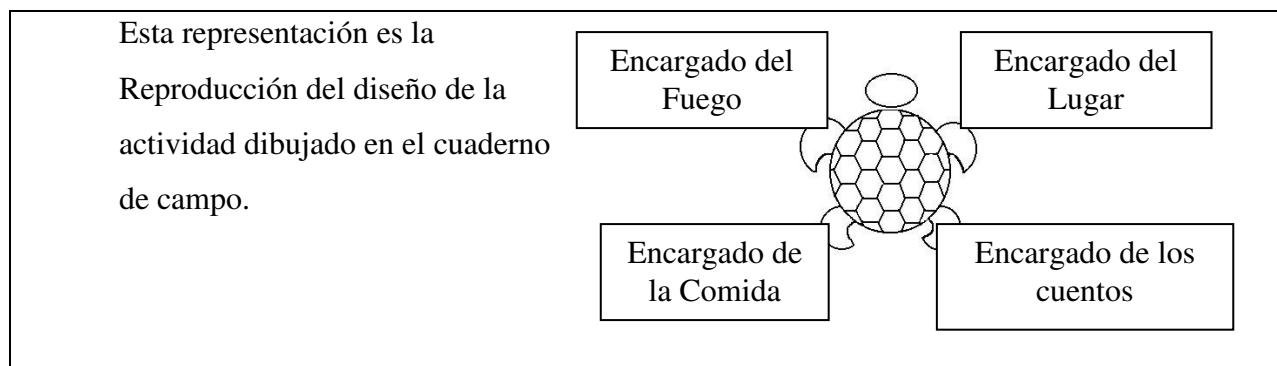 Esta representación es la
Reproducción del diseño de la
actividad dibujado en el cuaderno
de campo.
Encargado del
Fuego
Encargado del
Lugar
Encargado de
la Comida
Encargado de los
cuentos